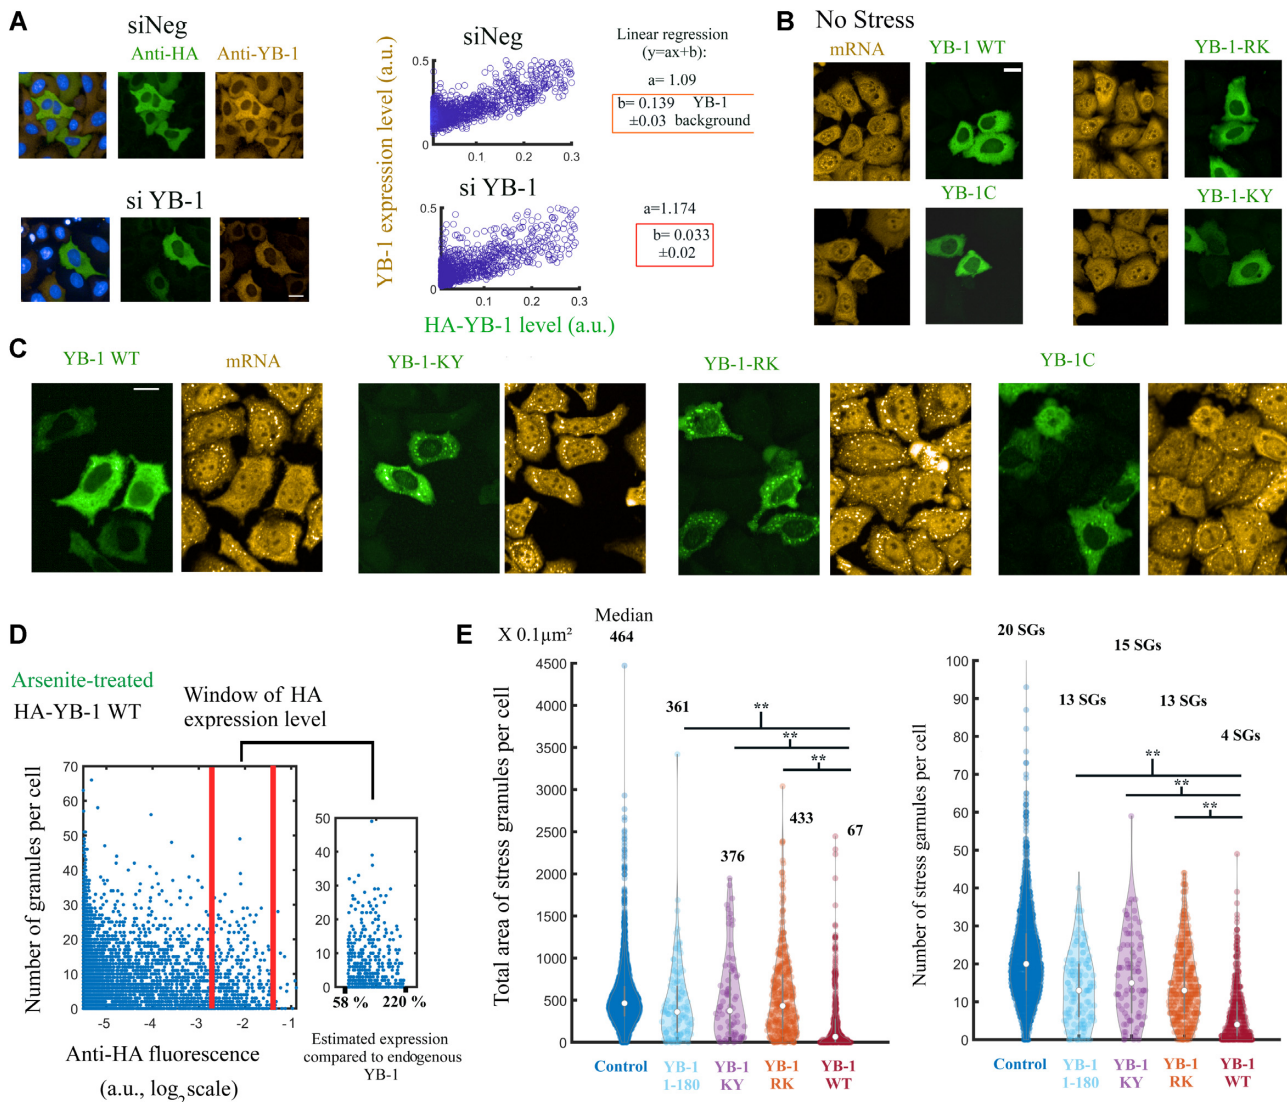 A
siNeg
Anti-HA
Anti-YB-1
si YB-1
YB-1 expression level (a.u.)
siNeg
0.5
0
0.1
0.2
0.3
si YB-1
0.5
0
0.1
0.2
0.3
HA-YB-1 level (a.u.)
Linear regression
(y=ax+b):
a= 1.09
b= 0.139 YB-1
±0.03 background
a=1.174
b= 0.033
±0.02
B
No Stress
mRNA
YB-1 WT
YB-1-RK
YB-1C
YB-1-KY
C
YB-1 WT
mRNA
YB-1-KY
YB-1-RK
YB-1C
D
Arsenite-treated
HA-YB-1 WT
Window of HA
expression level
Number of granules per cell
70
60
50
40
30
20
10
0
-5
-4
-3
-2
-1
Anti-HA fluorescence
(a.u., log2scale)
50
40
30
20
10
0
58 %
220 %
Estimated expression
compared to endogenous
YB-1
E
X 0.1µm²
Median
464
361
376
433
67
**
**
**
Total area of stress granules per cell
4500
4000
3500
3000
2500
2000
1500
1000
500
0
Control
YB-1
1-180
YB-1
KY
YB-1
RK
YB-1
WT
20 SGs
15 SGs
13 SGs
13 SGs
4 SGs
**
**
**
Number of stress garnules per cell
100
90
80
70
60
50
40
30
20
10
0
Control
YB-1
1-180
YB-1
KY
YB-1
RK
YB-1
WT